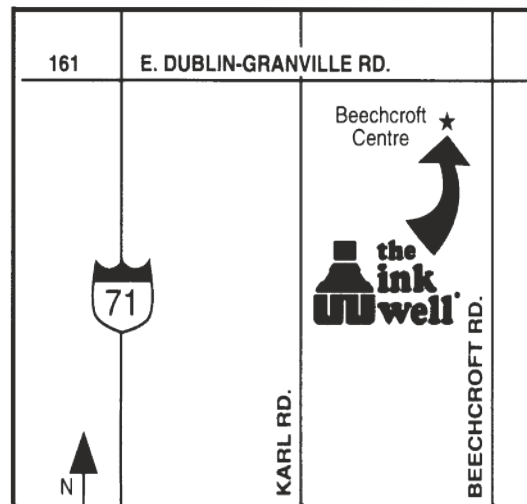 161 E. DUBLIN-GRANVILLE RD.
Beechcroft
Centre
the
ink
well
71
KARL RD.
BEECHCROFT RD.
N